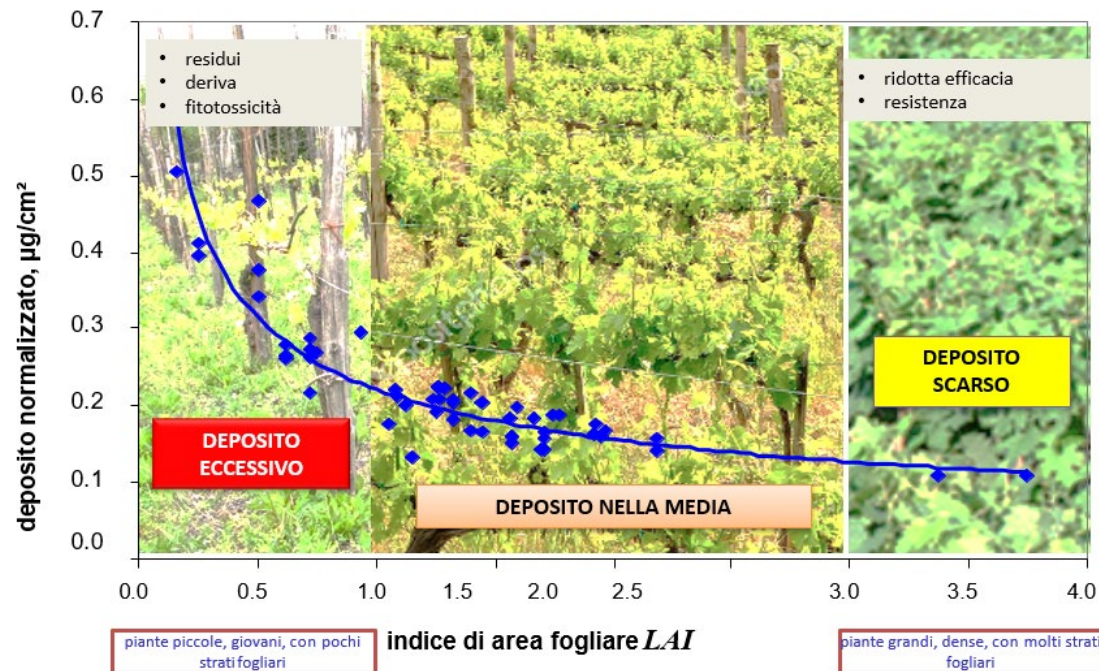 0.7
0.6
0.5
0.4
0.3
0.2
0.1
0.0
deposito normalizzato, µg/cm²
• residui
• deriva
• fitotossicità
• ridotta efficacia
• resistenza
DEPOSITO
ECCESSIVO
DEPOSITO NELLA MEDIA
DEPOSITO
SCARSO
0.0 0.5 1.0 1.5 2.0 2.5 3.0 3.5 4.0
indice di area fogliare LAI
piante piccole, giovani, con pochi
strati fogliari
piante grandi, dense, con molti strati
fogliari